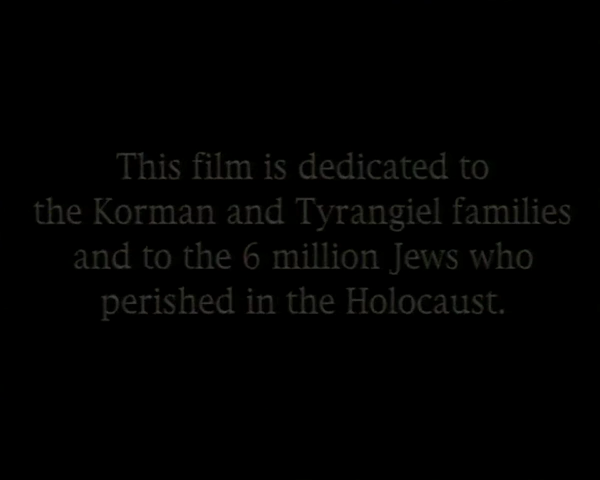 This film is dedicated to
the Korman and Tyrangiel families
and to the 6 million Jews who
perished in the Holocaust.